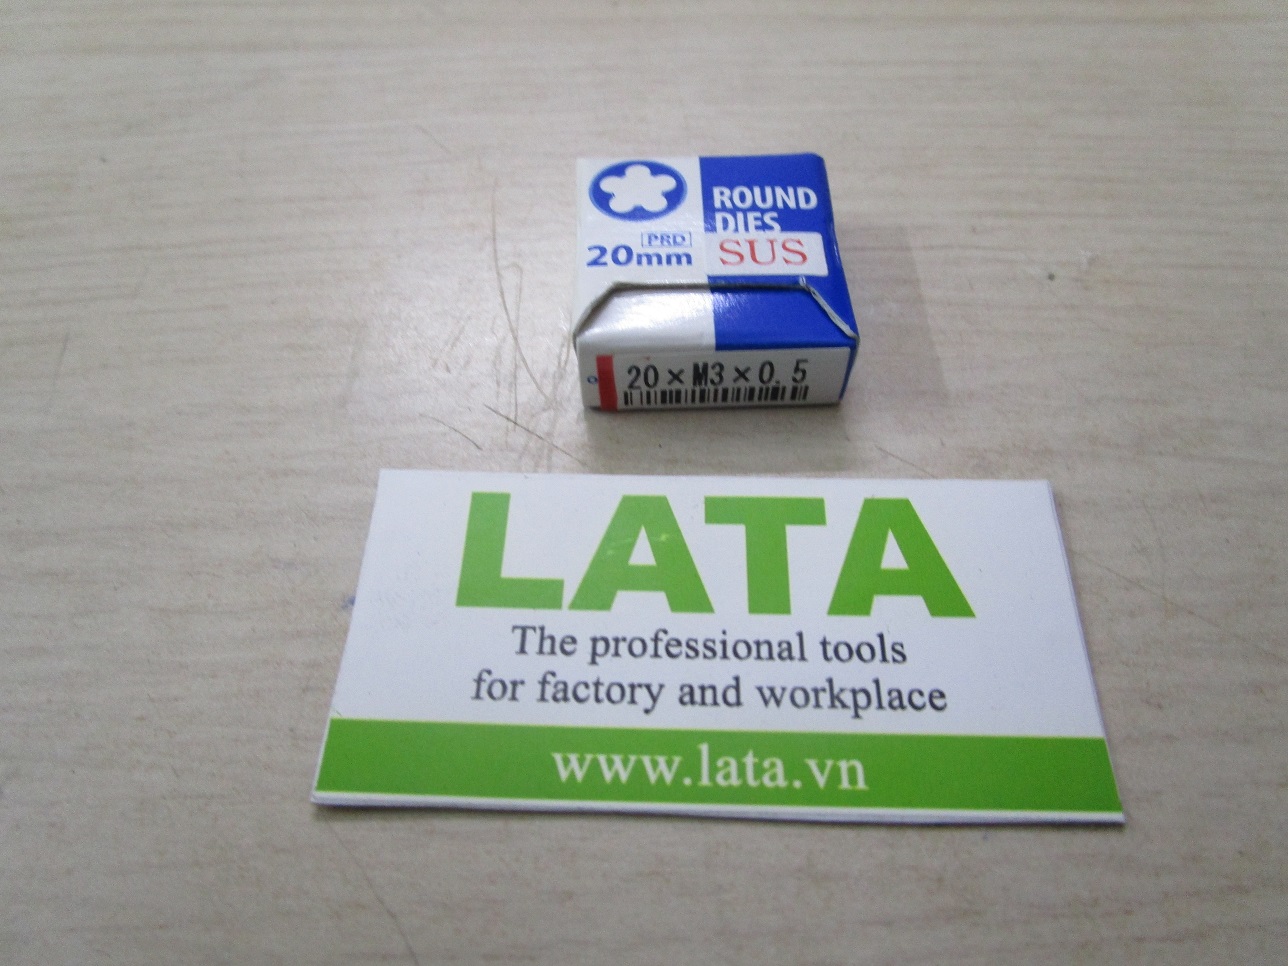 ROUND
DIES
PRD
20mm
SUS
20×M3×0.5
LATA
The professional tools
for factory and workplace
www.lata.vn